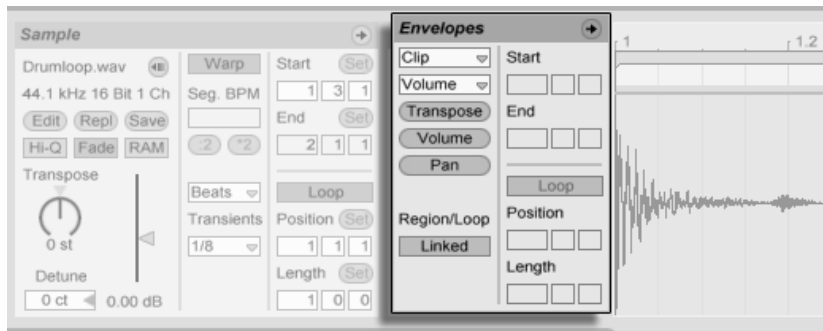 Sample
Drumloop.wav
44.1 kHz 16 Bit 1 Ch
Edit Repl Save
Hi-Q Fade RAM
Transpose
0 st
Detune
0 ct 0.00 dB
Warp
Seg. BPM
:2 *2
Beats
Transients
1/8
Start Set
1 3 1
End Set
2 1 1
Loop
Position Set
1 1 1
Length Set
1 0 0
Envelopes
Clip
Volume
Transpose
Volume
Pan
Region/Loop
Linked
Start
End
Loop
Position
Length
1 1.2